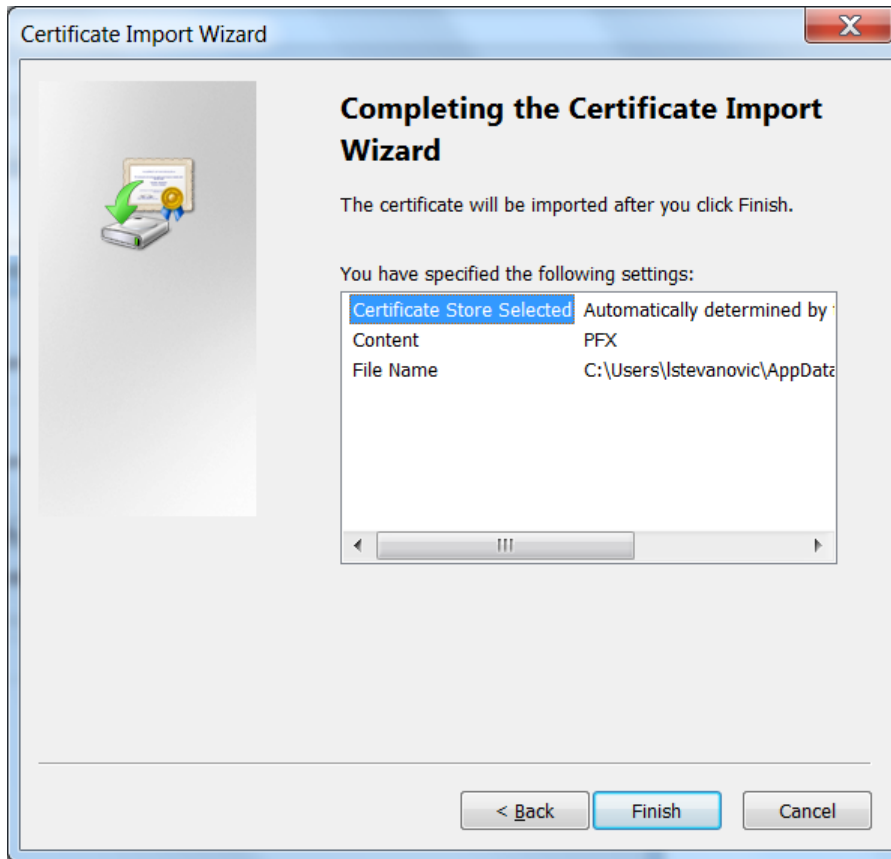 Certificate Import Wizard
Completing the Certificate Import
Wizard
The certificate will be imported after you click Finish.
You have specified the following settings:
Certificate Store Selected Automatically determined by
Content PFX
File Name C:\Users\lstevanovic\AppData
< Back Finish Cancel